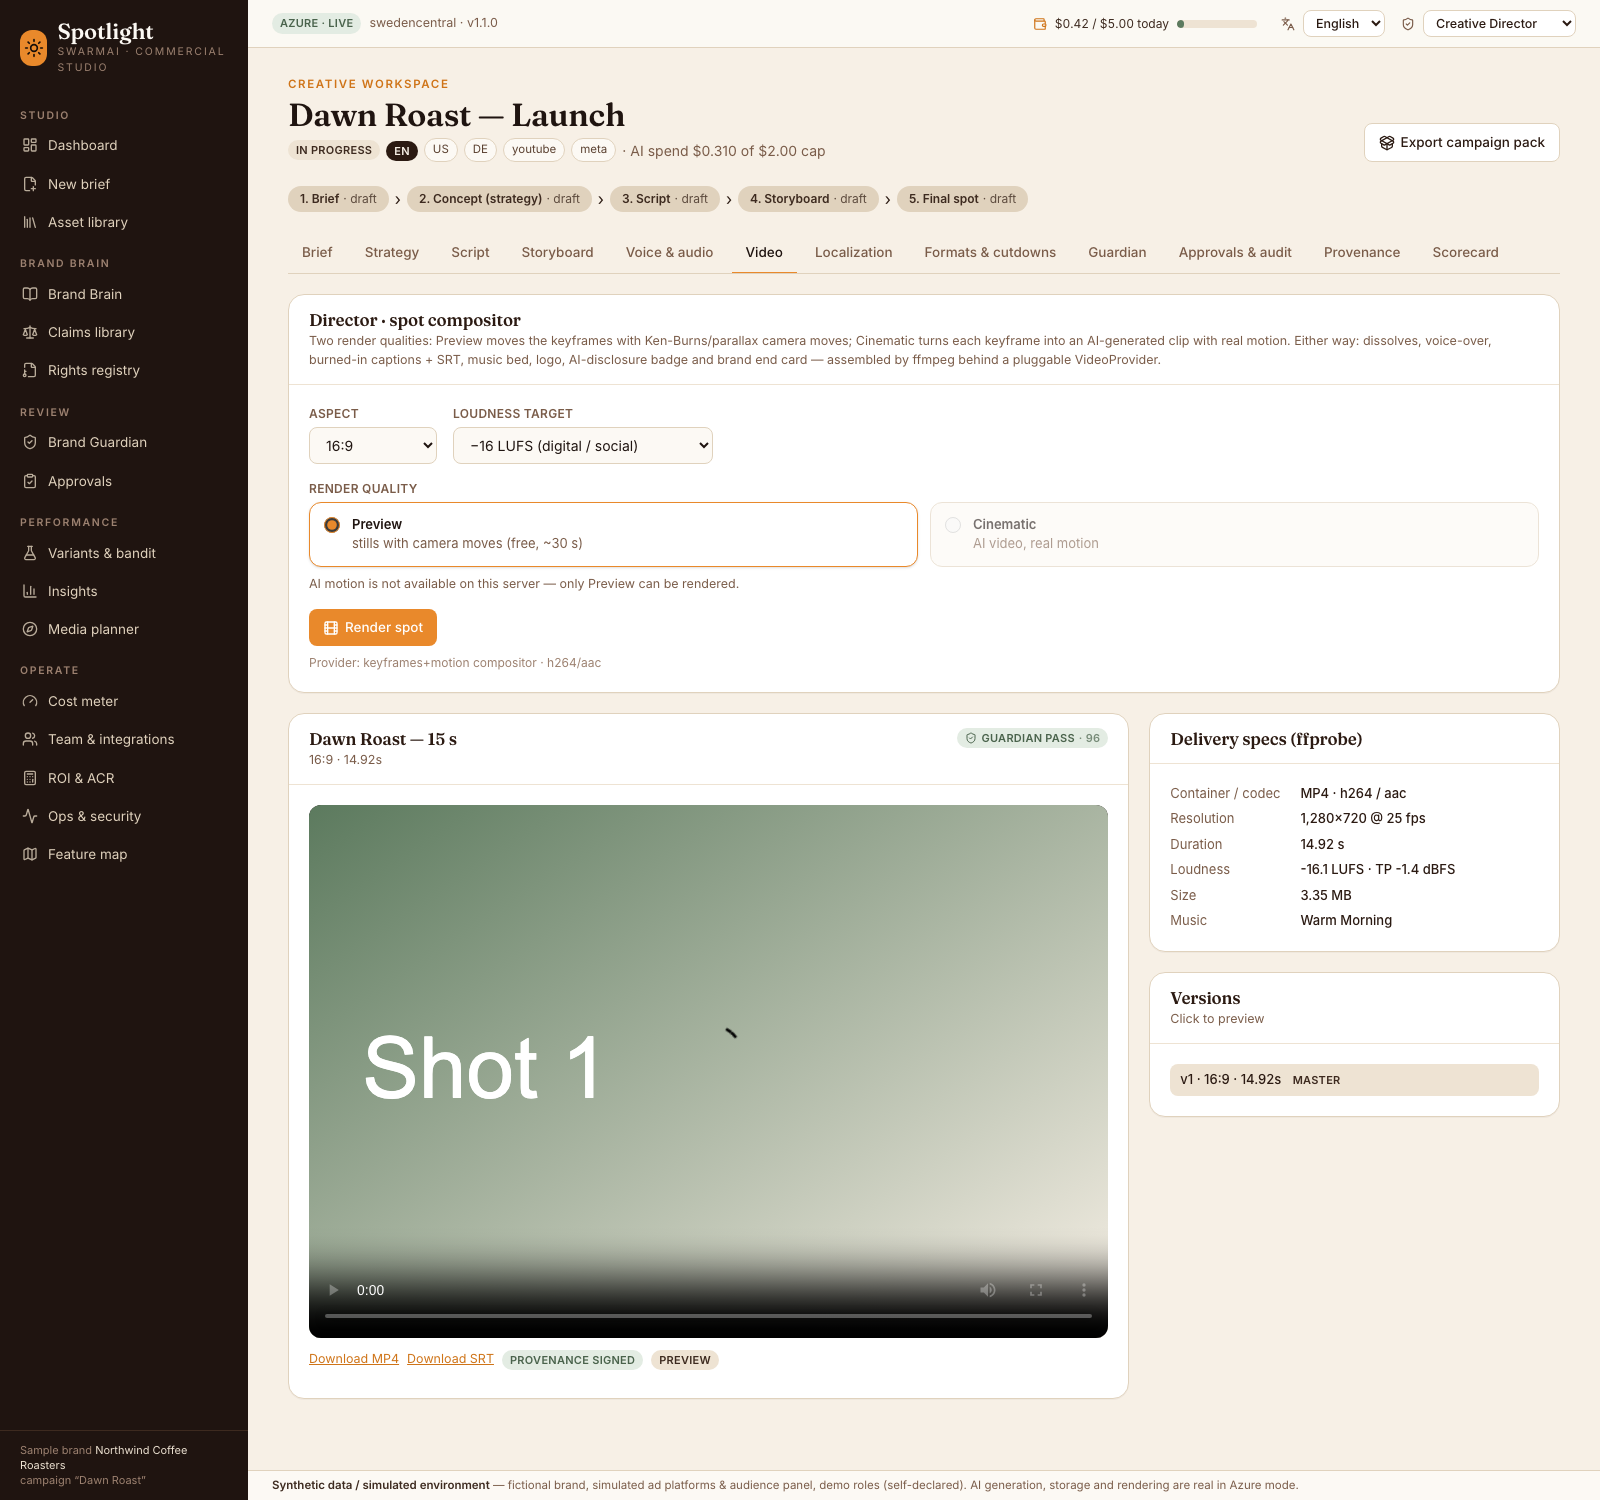 Spotlight
SWARMAI · COMMERCIAL
STUDIO
STUDIO
Dashboard
New brief
Asset library
BRAND BRAIN
Brand Brain
Claims library
Rights registry
REVIEW
Brand Guardian
Approvals
PERFORMANCE
Variants & bandit
Insights
Media planner
OPERATE
Cost meter
Team & integrations
ROI & ACR
Ops & security
Feature map
Sample brand Northwind Coffee
Roasters
campaign “Dawn Roast”
AZURE · LIVE swedencentral · v1.1.0
$0.42 / $5.00 today English Creative Director
CREATIVE WORKSPACE
Dawn Roast — Launch
IN PROGRESS EN US DE youtube meta · AI spend $0.310 of $2.00 cap
Export campaign pack
1. Brief · draft › 2. Concept (strategy) · draft › 3. Script · draft › 4. Storyboard · draft › 5. Final spot · draft
Brief Strategy Script Storyboard Voice & audio Video Localization Formats & cutdowns Guardian Approvals & audit Provenance Scorecard
Director · spot compositor
Two render qualities: Preview moves the keyframes with Ken-Burns/parallax camera moves; Cinematic turns each keyframe into an AI-generated clip with real motion. Either way: dissolves, voice-over,
burned-in captions + SRT, music bed, logo, AI-disclosure badge and brand end card — assembled by ffmpeg behind a pluggable VideoProvider.
ASPECT LOUDNESS TARGET
16:9 −16 LUFS (digital / social)
RENDER QUALITY
Preview
stills with camera moves (free, ~30 s)
Cinematic
AI video, real motion
AI motion is not available on this server — only Preview can be rendered.
Render spot
Provider: keyframes+motion compositor · h264/aac
Dawn Roast — 15 s
16:9 · 14.92s
GUARDIAN PASS · 96
Shot 1
0:00
Download MP4 Download SRT PROVENANCE SIGNED PREVIEW
Delivery specs (ffprobe)
Container / codec MP4 · h264 / aac
Resolution 1,280×720 @ 25 fps
Duration 14.92 s
Loudness -16.1 LUFS · TP -1.4 dBFS
Size 3.35 MB
Music Warm Morning
Versions
Click to preview
v1 · 16:9 · 14.92s MASTER
Synthetic data / simulated environment — fictional brand, simulated ad platforms & audience panel, demo roles (self-declared). AI generation, storage and rendering are real in Azure mode.